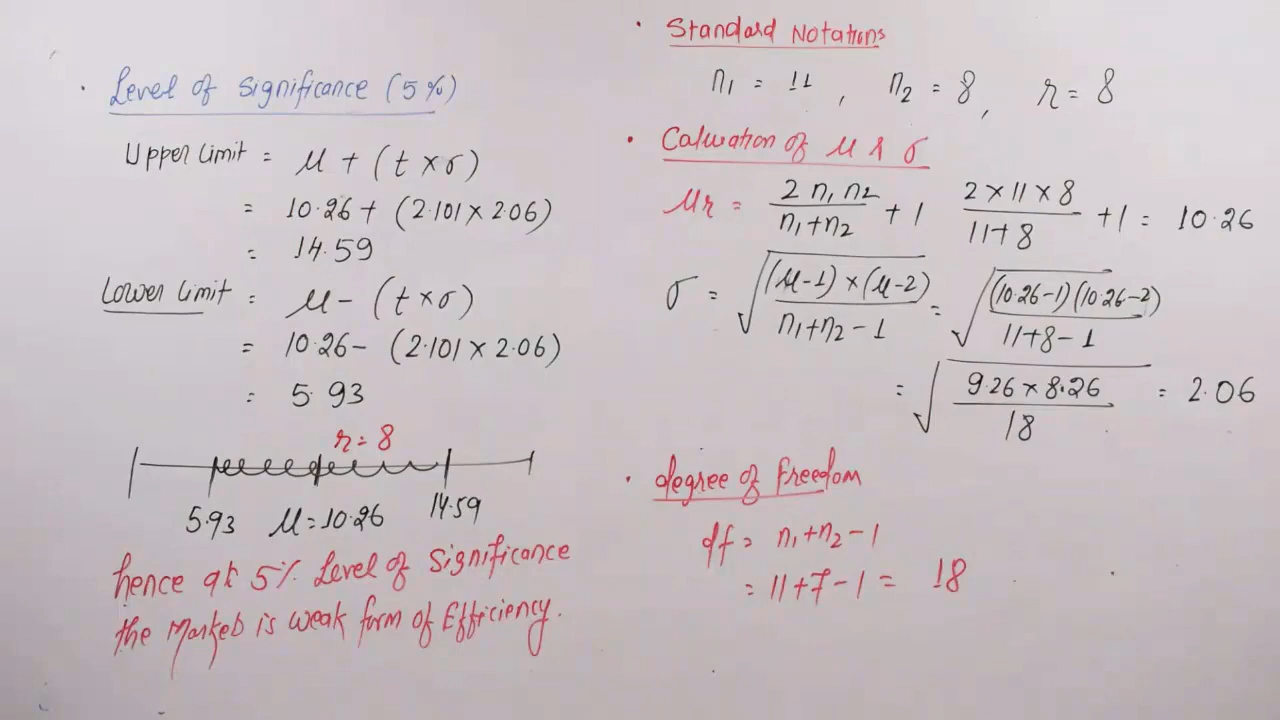 Level of Significance (5%)
Upper Limit = μ + (t × σ)
= 10.26 + (2.101 × 2.06)
= 14.59
Lower Limit = μ - (t × σ)
= 10.26 - (2.101 × 2.06)
= 5.93
r = 8
5.93 μ = 10.26 14.59
hence at 5% Level of Significance
the Market is weak form of Efficiency.
• Standard Notations
n₁ = 11, n₂ = 8, r = 8
• Caluation of μ & σ
μr = 2 n₁ n₂ / n₁+n₂ + 1 2 × 11 × 8 / 11+8 + 1 = 10.26
σ = √((μ-1) × (μ-2) / n₁+n₂-1) = √((10.26-1)(10.26-2) / 11+8-1)
= √(9.26 × 8.26 / 18) = 2.06
• degree of freedom
df = n₁+n₂-1
= 11+7-1 = 18